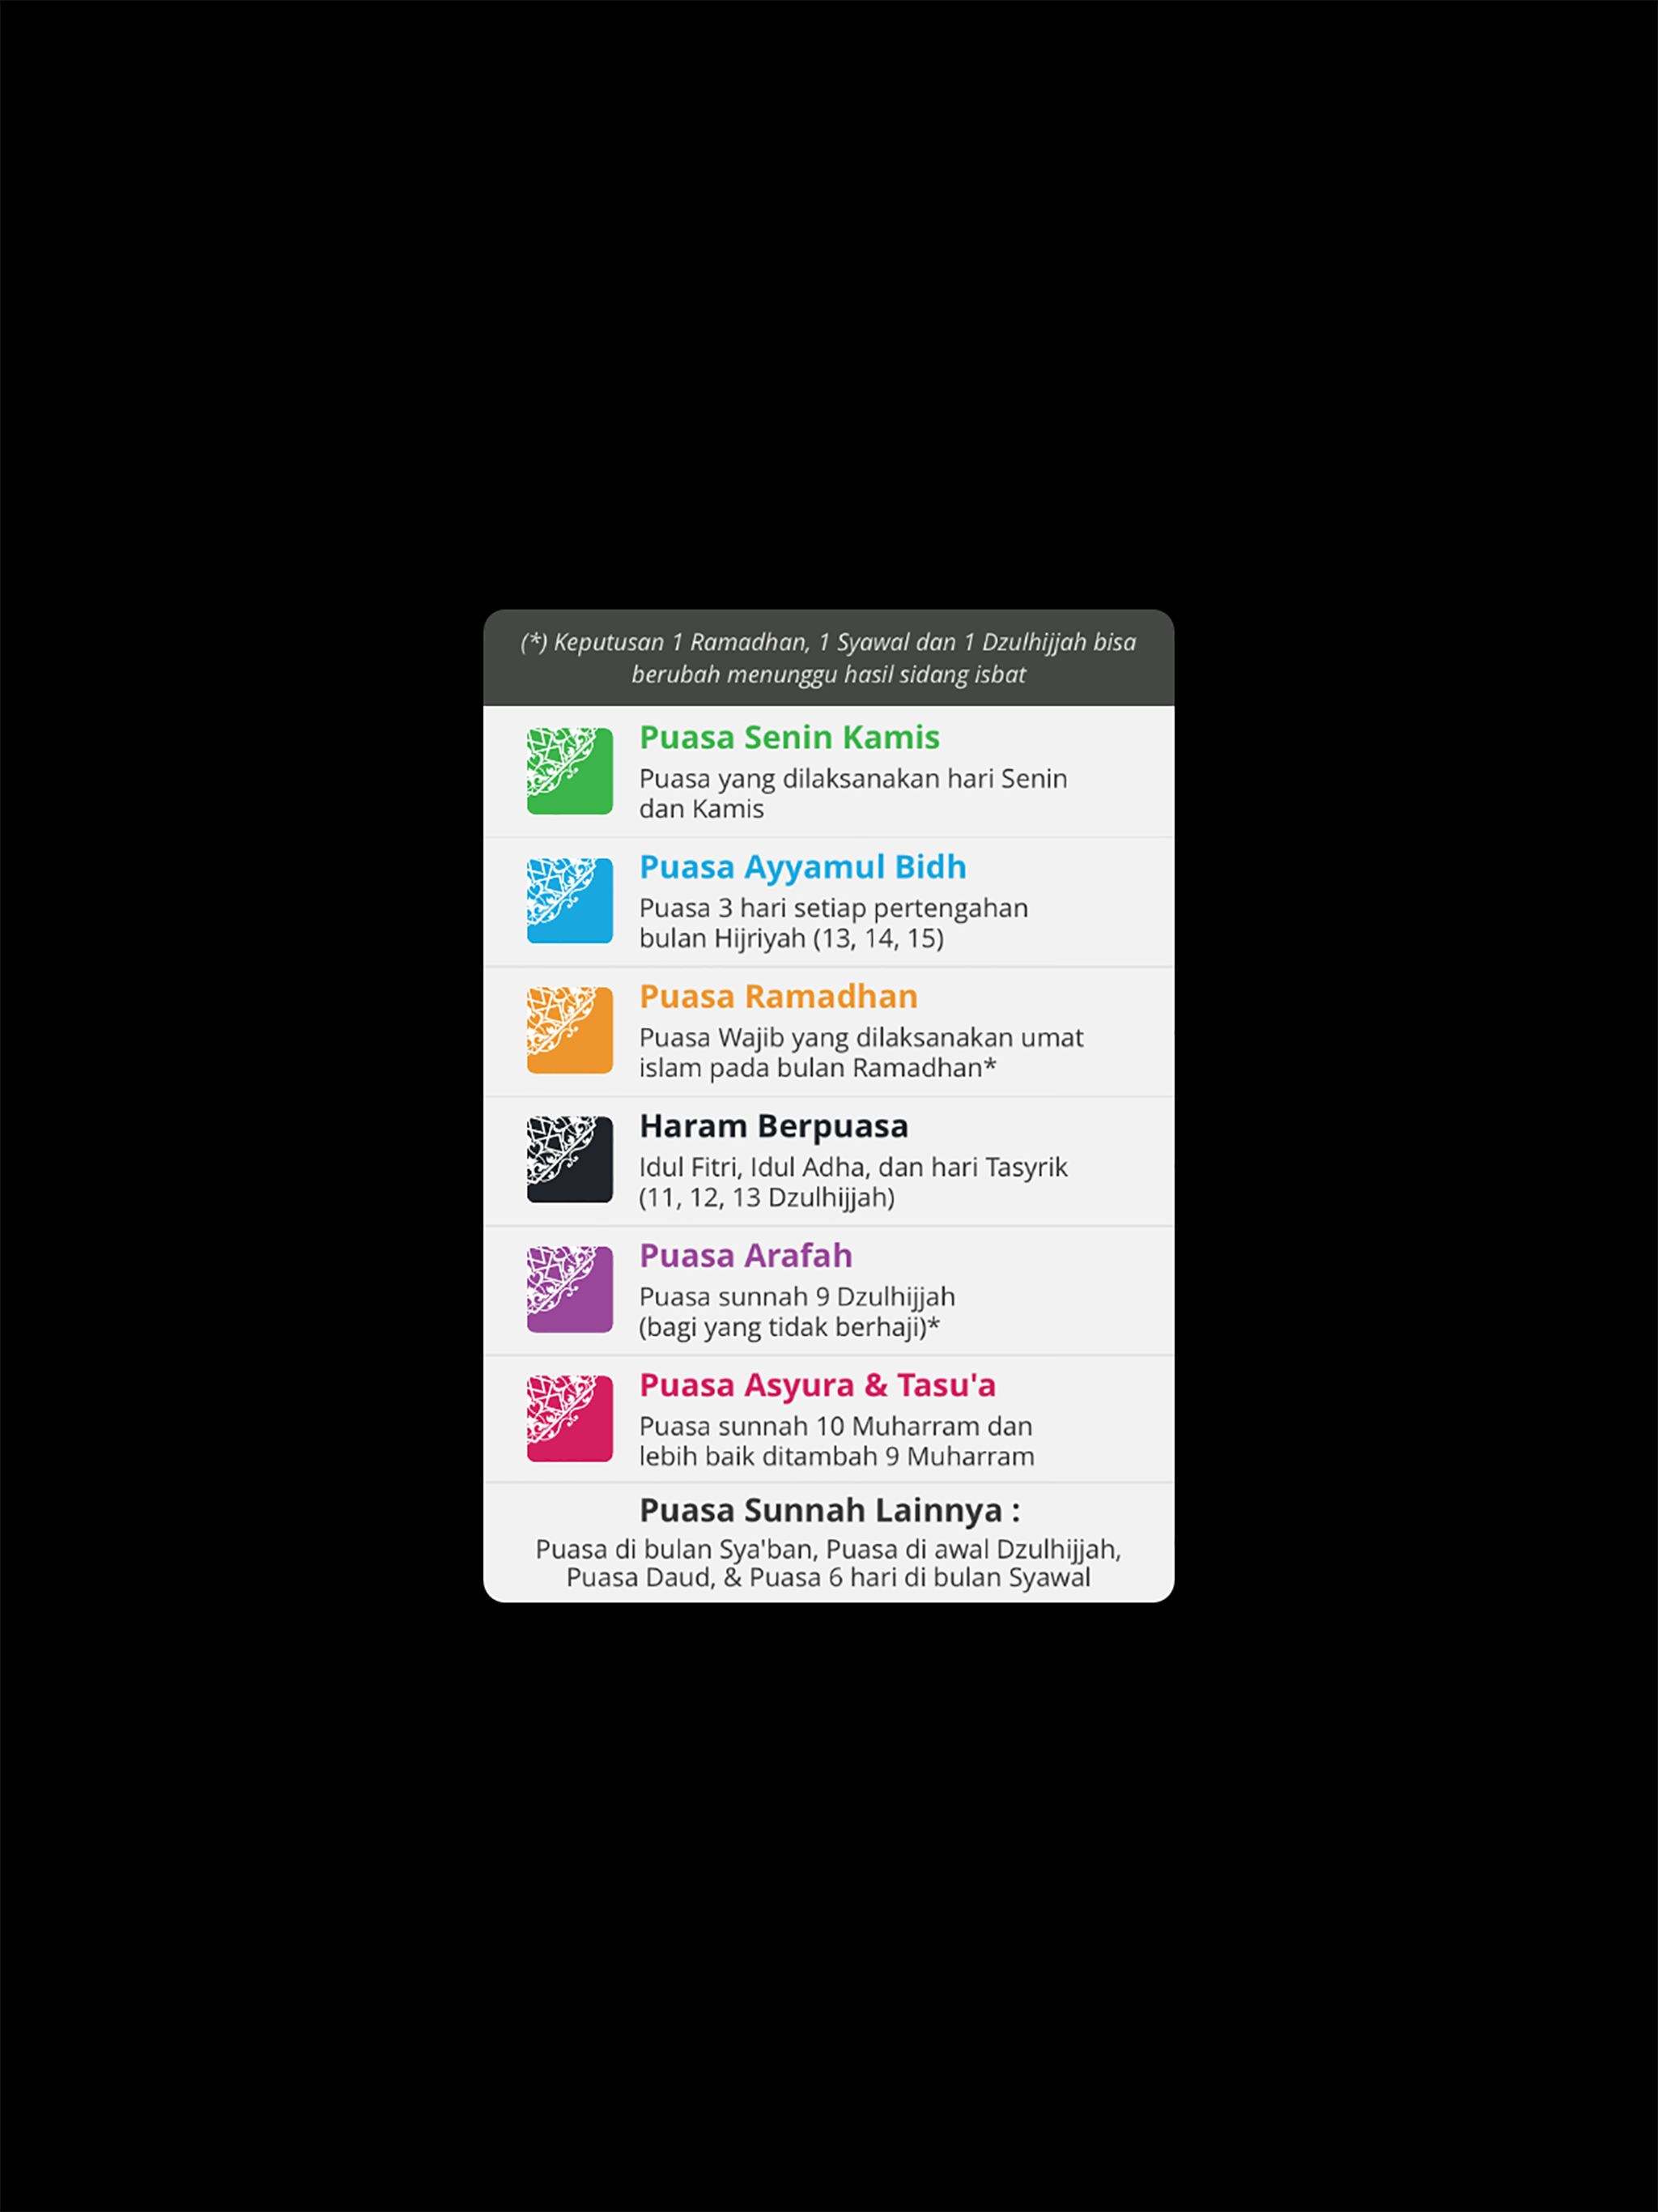 (*) Keputusan 1 Ramadhan, 1 Syawal dan 1 Dzulhijjah bisa
berubah menunggu hasil sidang isbat
Puasa Senin Kamis
Puasa yang dilaksanakan hari Senin
dan Kamis
Puasa Ayyamul Bidh
Puasa 3 hari setiap pertengahan
bulan Hijriyah (13, 14, 15)
Puasa Ramadhan
Puasa Wajib yang dilaksanakan umat
islam pada bulan Ramadhan*
Haram Berpuasa
Idul Fitri, Idul Adha, dan hari Tasyrik
(11, 12, 13 Dzulhijjah)
Puasa Arafah
Puasa sunnah 9 Dzulhijjah
(bagi yang tidak berhaji)*
Puasa Asyura & Tasu'a
Puasa sunnah 10 Muharram dan
lebih baik ditambah 9 Muharram
Puasa Sunnah Lainnya :
Puasa di bulan Sya'ban, Puasa di awal Dzulhijjah,
Puasa Daud, & Puasa 6 hari di bulan Syawal